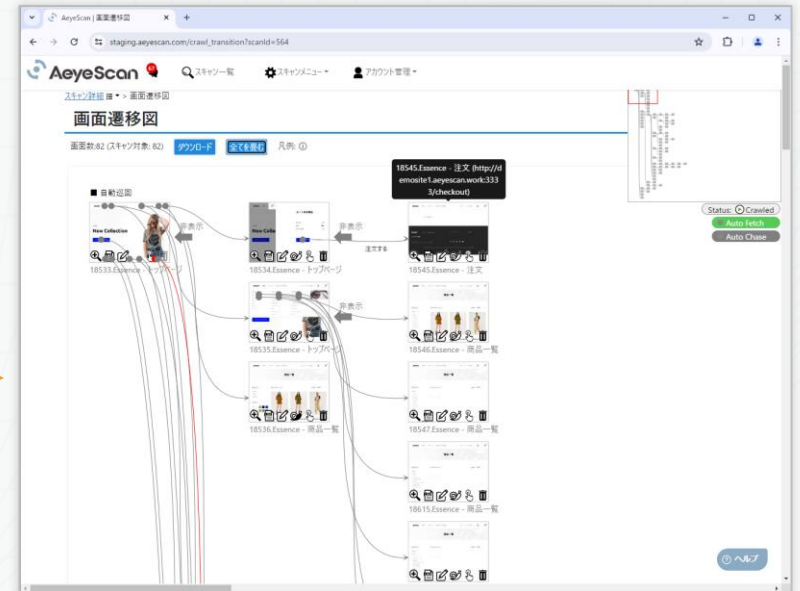 AeyeScan | 画面遷移図
staging.aeyescan.com/crawl_transition?scanId=564
AeyeScan
スキャン一覧
スキャンメニュー
アカウント管理
スキャン詳細 > 画面遷移図
画面遷移図
画面数:82 (スキャン対象: 82)
ダウンロード
全てを畳む
凡例:
Status: Crawled
Auto Fetch
Auto Chase
18545.Essence - 注文 (http://d
emosite1.aeyescan.work:333
3/checkout)
■ 自動巡回
New Collection
非表示
New Colle
非表示
注文する
18533.Essence - トップページ
18534.Essence - トップページ
18545.Essence - 注文
非表示
18535.Essence - トップページ
18546.Essence - 商品一覧
18536.Essence - 商品一覧
18547.Essence - 商品一覧
18615.Essence - 商品一覧
ヘルプ